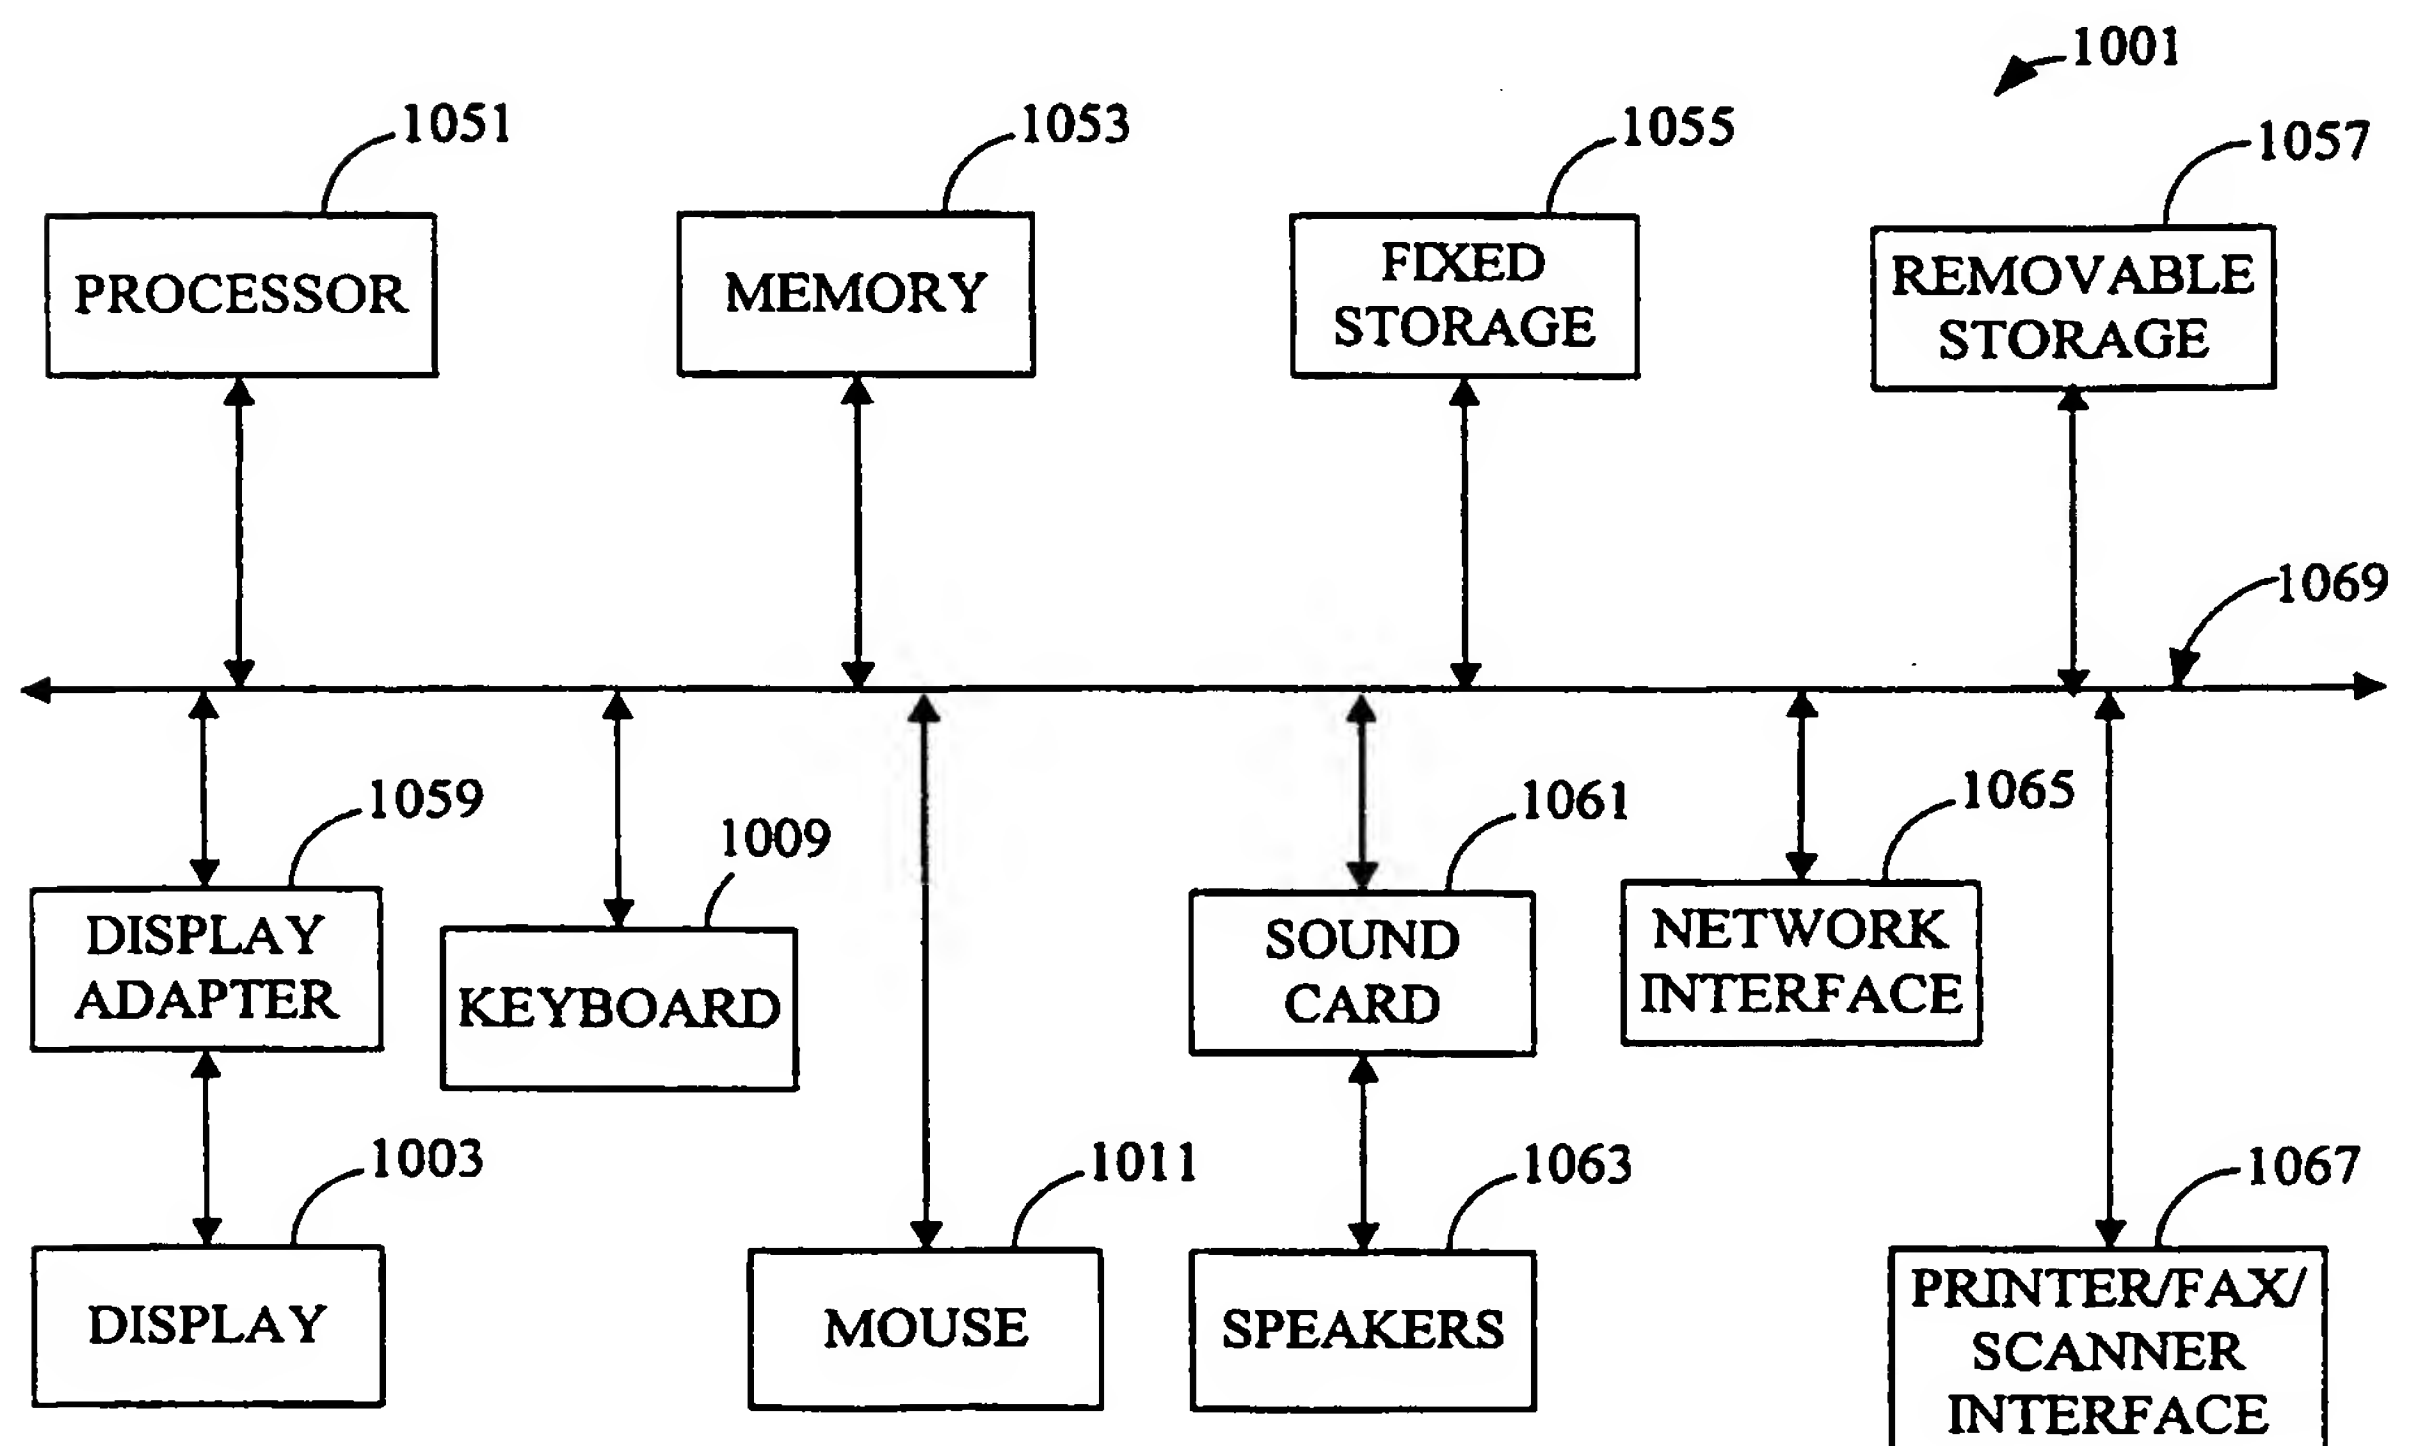 1001
1051
1053
1055
1057
PROCESSOR
MEMORY
FIXED
STORAGE
REMOVABLE
STORAGE
1069
1059
1009
1061
1065
DISPLAY
ADAPTER
KEYBOARD
SOUND
CARD
NETWORK
INTERFACE
1003
1011
1063
1067
DISPLAY
MOUSE
SPEAKERS
PRINTER/FAX/
SCANNER
INTERFACE